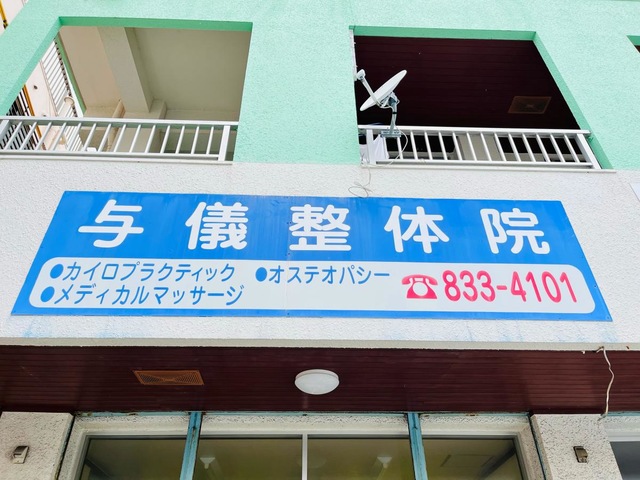 与儀整体院
●カイロプラクティック ●オステオパシー
●メディカルマッサージ
☎833-4101